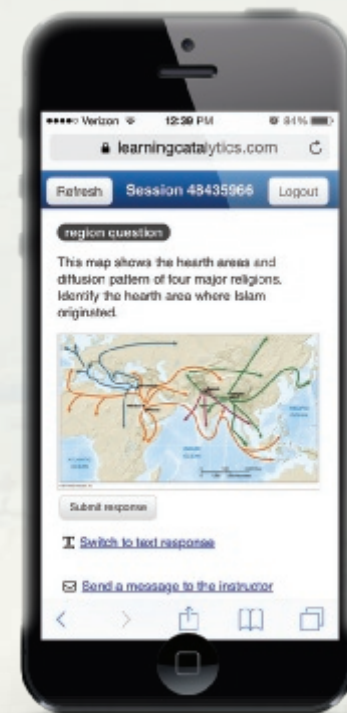 Verizon 12:39 PM 84%
learningcatalytics.com
Refresh Session 48435966 Logout
region question
This map shows the hearth areas and
diffusion pattern of four major religions.
Identify the hearth area where Islam
originated.
Submit response
Switch to text response
Send a message to the instructor